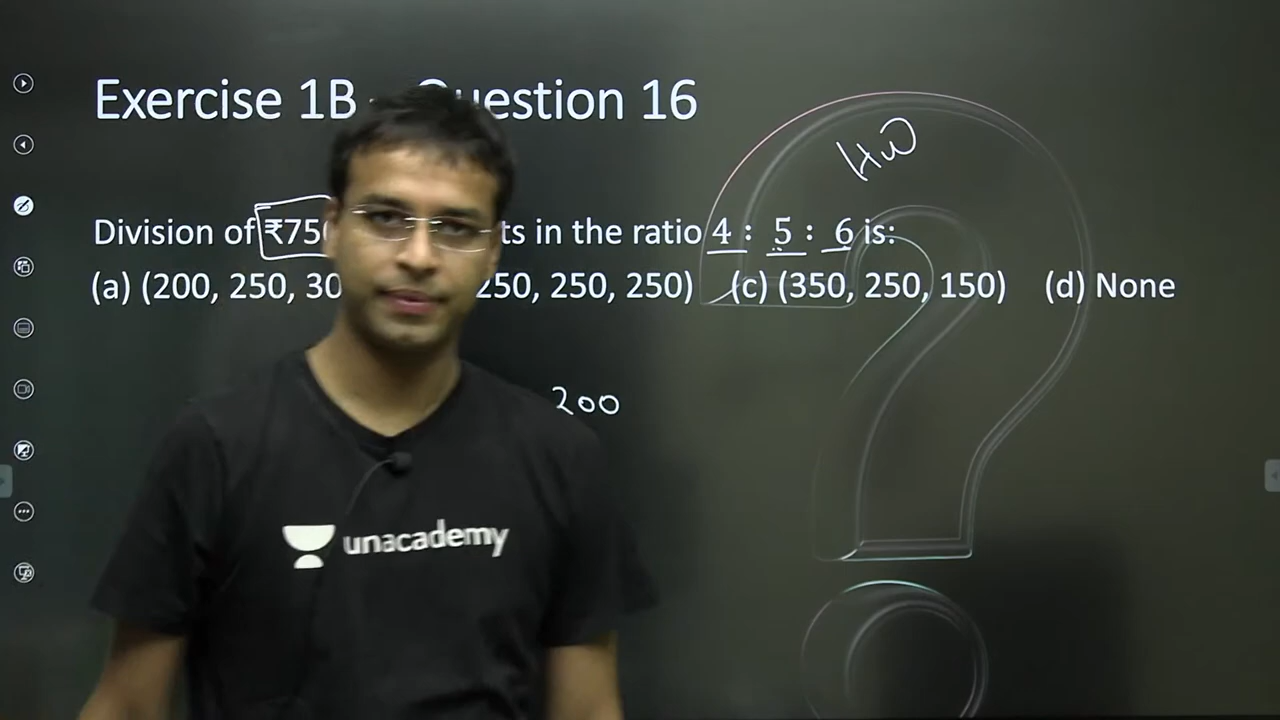 Exercise 1B - Question 16
HW
Division of ₹750 ts in the ratio 4 : 5 : 6 is:
(a) (200, 250, 30 250, 250, 250) (c) (350, 250, 150) (d) None
200
unacademy